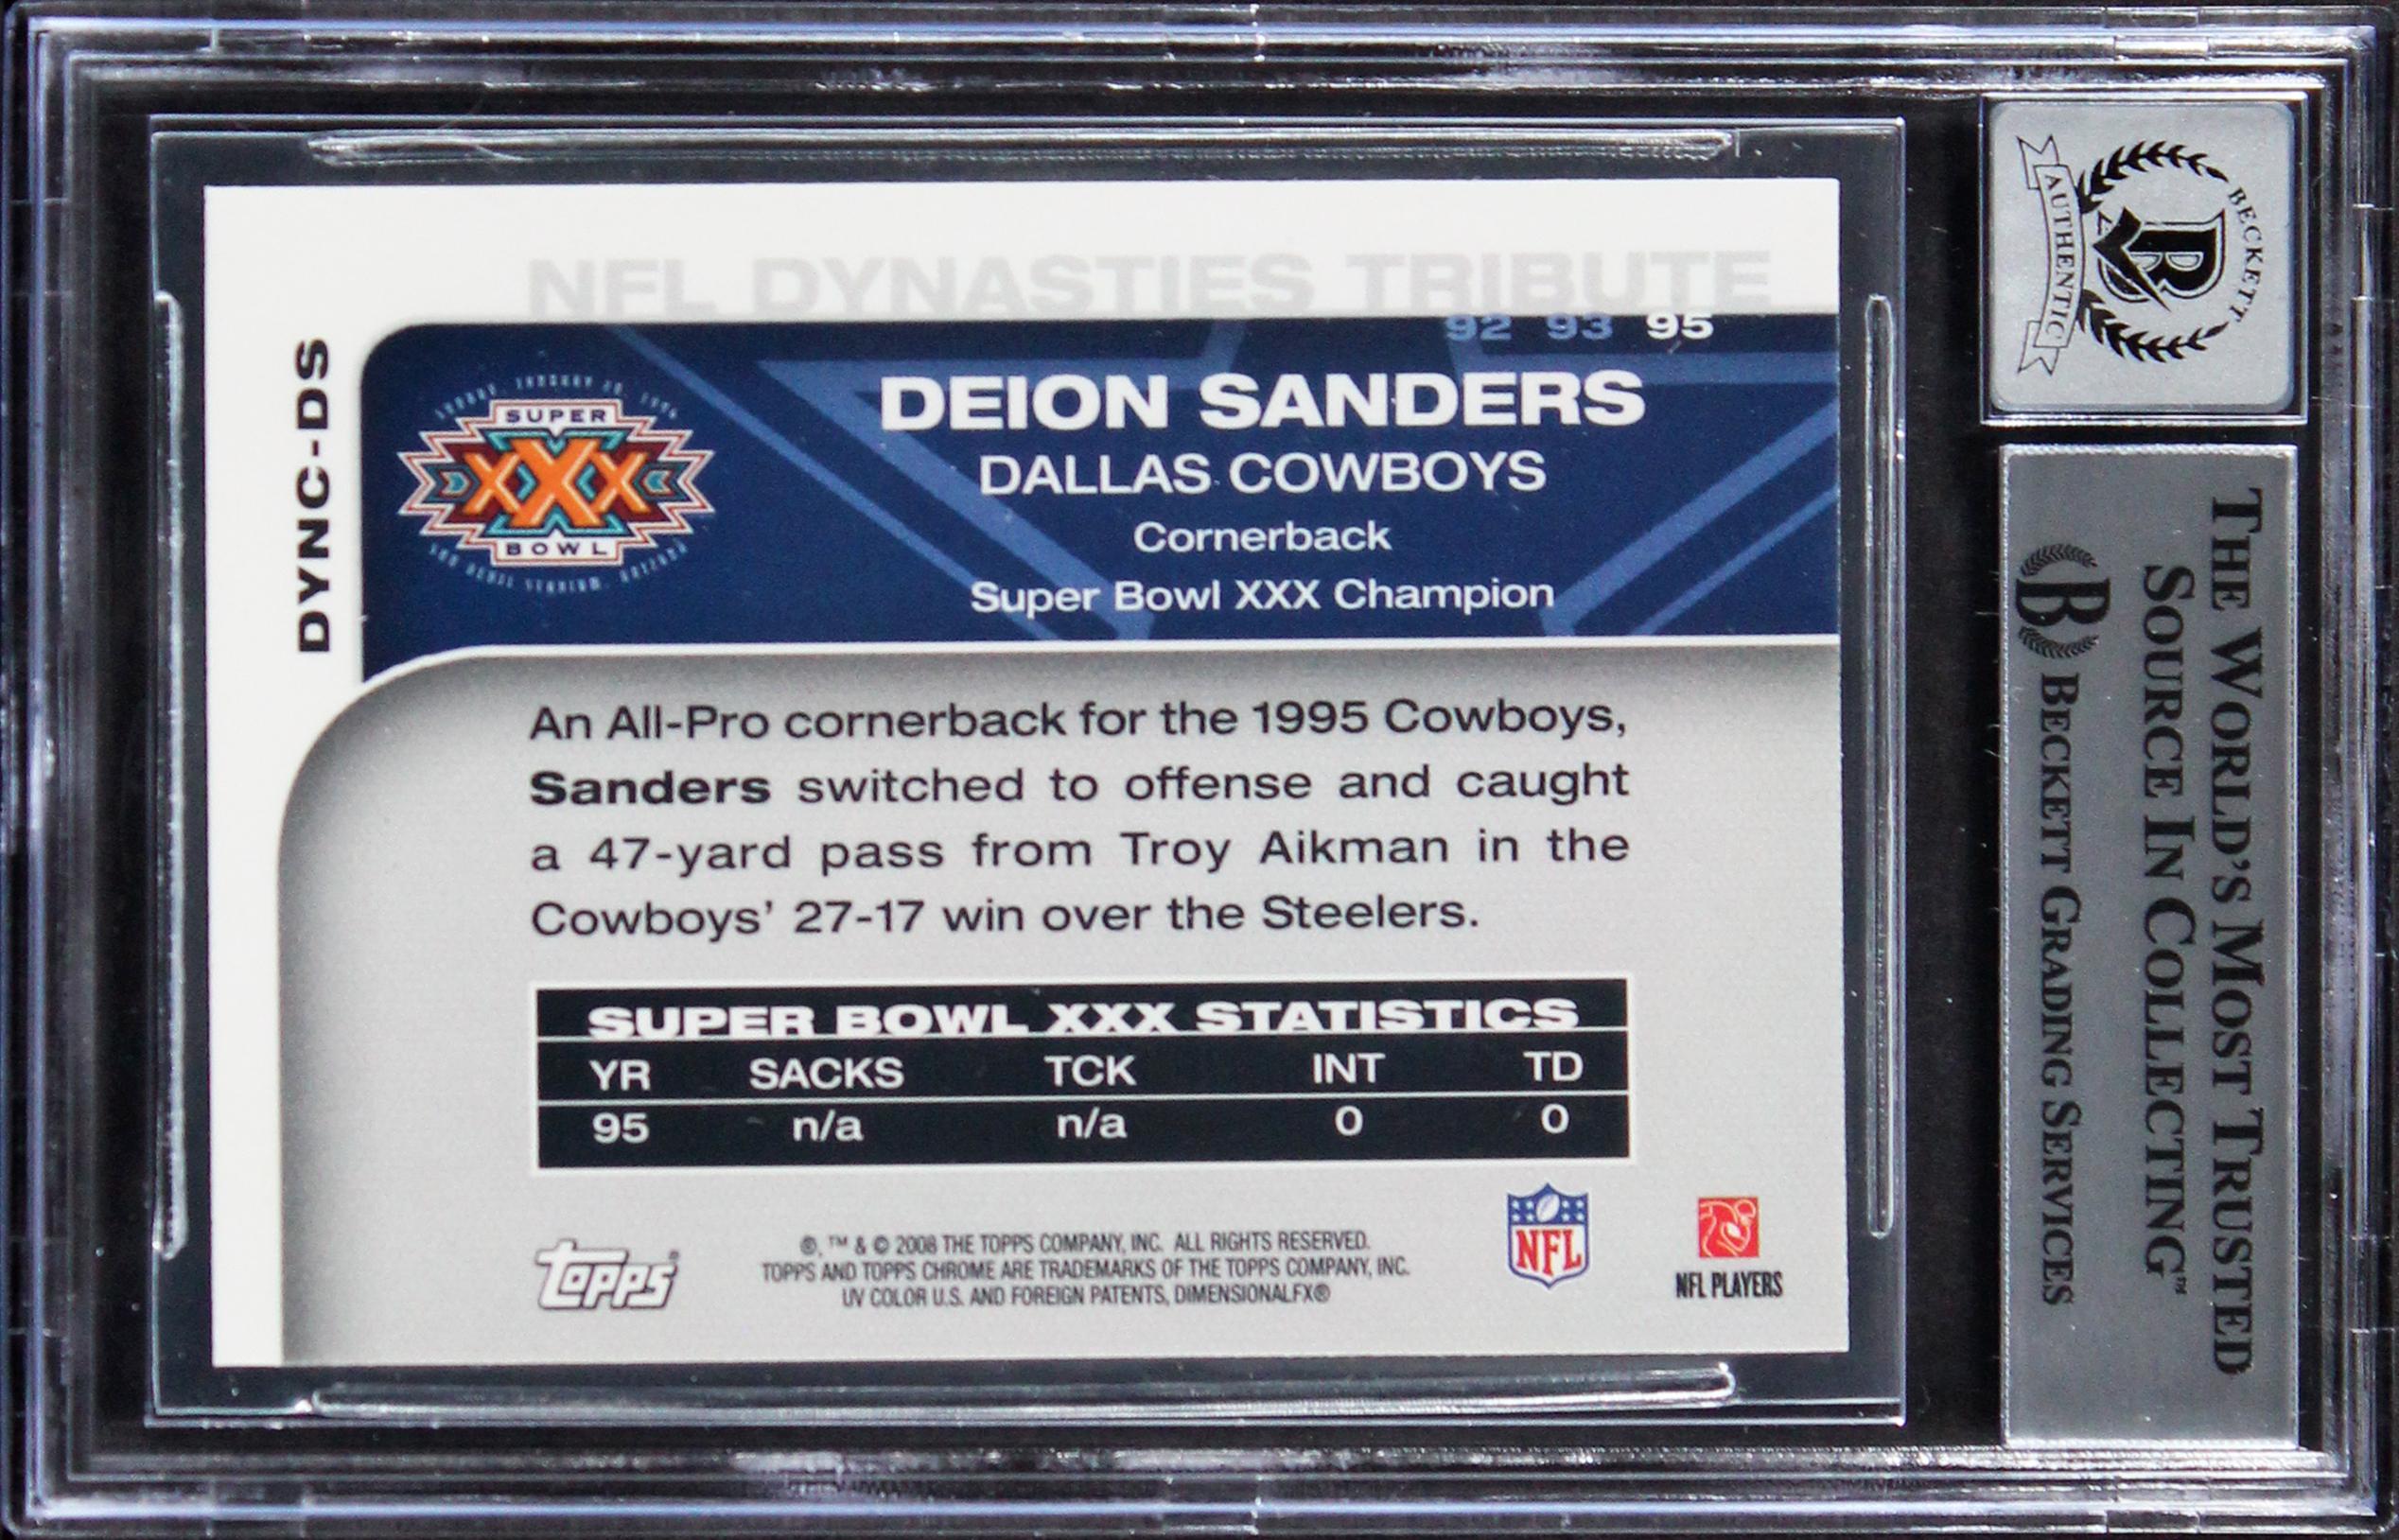 NFL DYNASTIES TRIBUTE
92 93 95
DYNC-DS
SUPER
XXX
BOWL
DEION SANDERS
DALLAS COWBOYS
Cornerback
Super Bowl XXX Champion
An All-Pro cornerback for the 1995 Cowboys,
Sanders switched to offense and caught
a 47-yard pass from Troy Aikman in the
Cowboys' 27-17 win over the Steelers.
SUPER BOWL XXX STATISTICS
YR SACKS TCK INT TD
95 n/a n/a 0 0
Topps®
®, ™ & © 2008 THE TOPPS COMPANY, INC. ALL RIGHTS RESERVED.
TOPPS AND TOPPS CHROME ARE TRADEMARKS OF THE TOPPS COMPANY, INC.
UV COLOR U.S. AND FOREIGN PATENTS, DIMENSIONALFX®
NFL
NFL PLAYERS
BECKETT
B
AUTHENTIC
THE WORLD'S MOST TRUSTED
SOURCE IN COLLECTING™
B BECKETT GRADING SERVICES